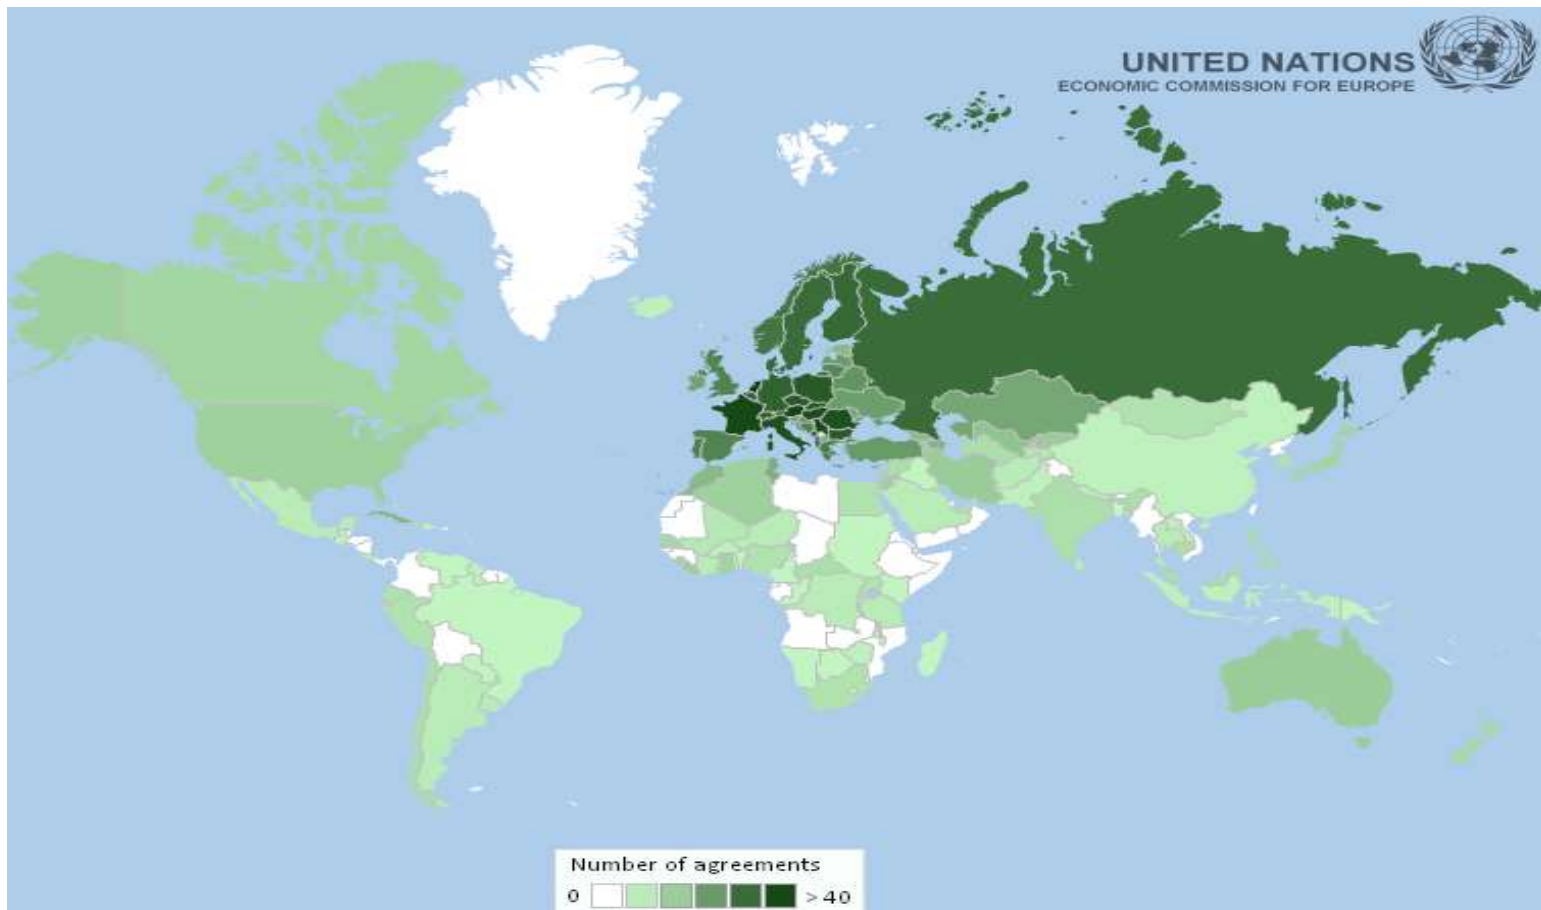 UNITED NATIONS
ECONOMIC COMMISSION FOR EUROPE
Number of agreements
0 >40